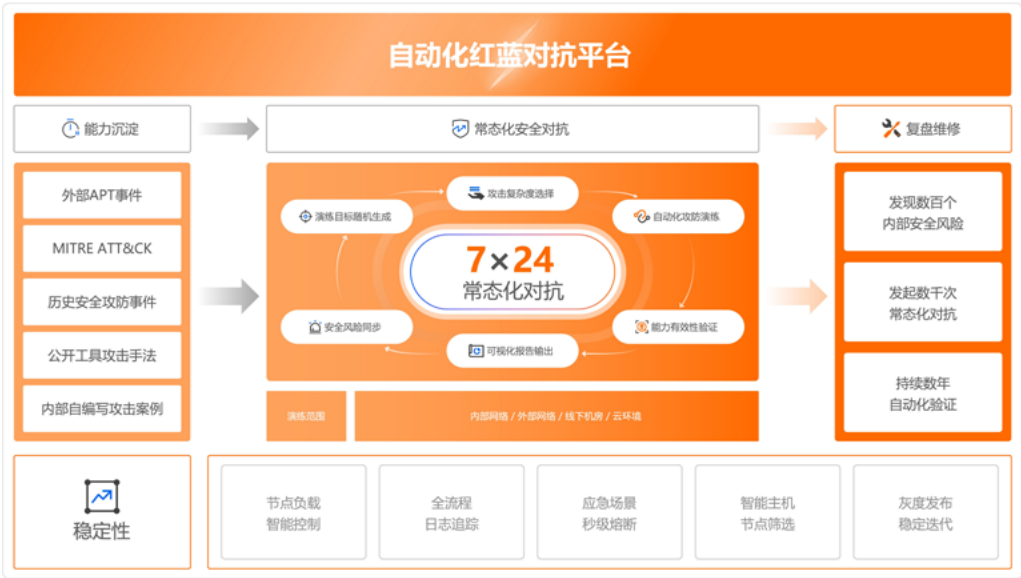 自动化红蓝对抗平台
能力沉淀
常态化安全对抗
复盘维修
外部APT事件
MITRE ATT&CK
历史安全攻防事件
公开工具攻击手法
内部自编写攻击案例
攻击复杂度选择
演练目标随机生成
自动化攻防演练
7×24
常态化对抗
安全风险同步
能力有效性验证
可视化报告输出
演练范围
内部网络 / 外部网络 / 线下机房 / 云环境
发现数百个
内部安全风险
发起数千次
常态化对抗
持续数年
自动化验证
稳定性
节点负载
智能控制
全流程
日志追踪
应急场景
秒级熔断
智能主机
节点筛选
灰度发布
稳定迭代